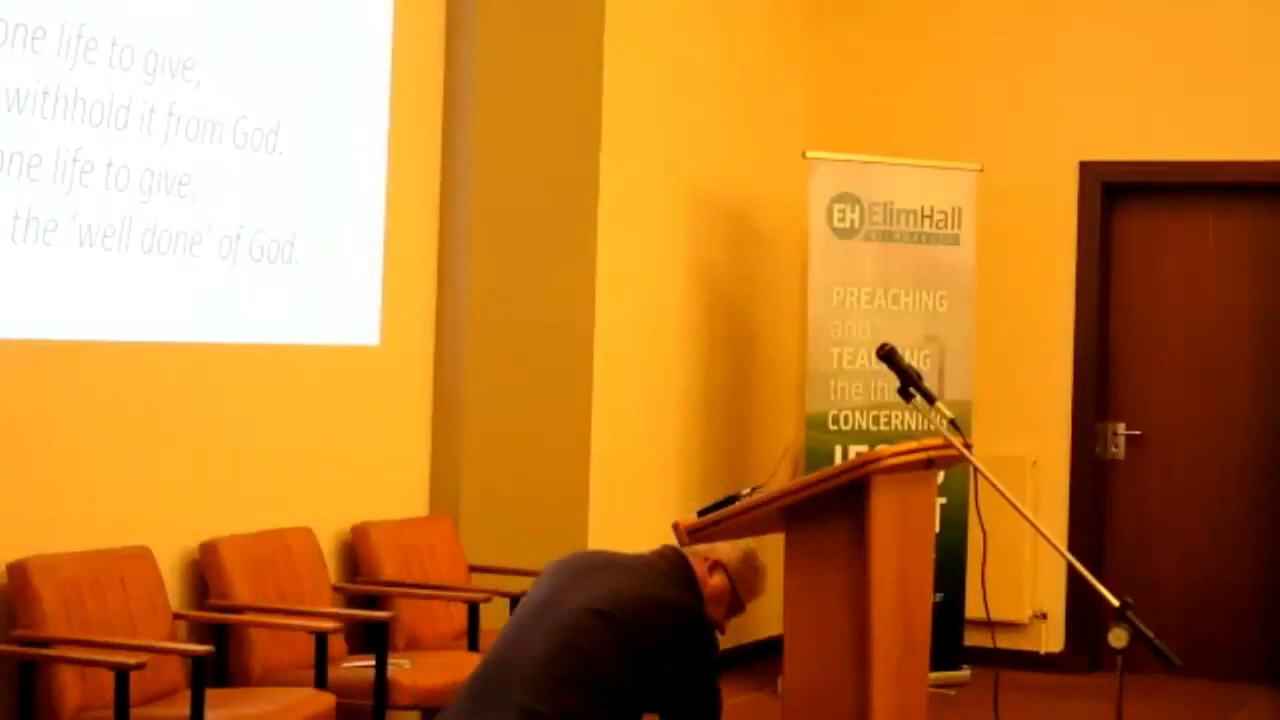 one life to give,
withhold it from God.
one life to give,
the ‘well done’ of God.
EH ElimHall
PREACHING
and
the
CONCERNING